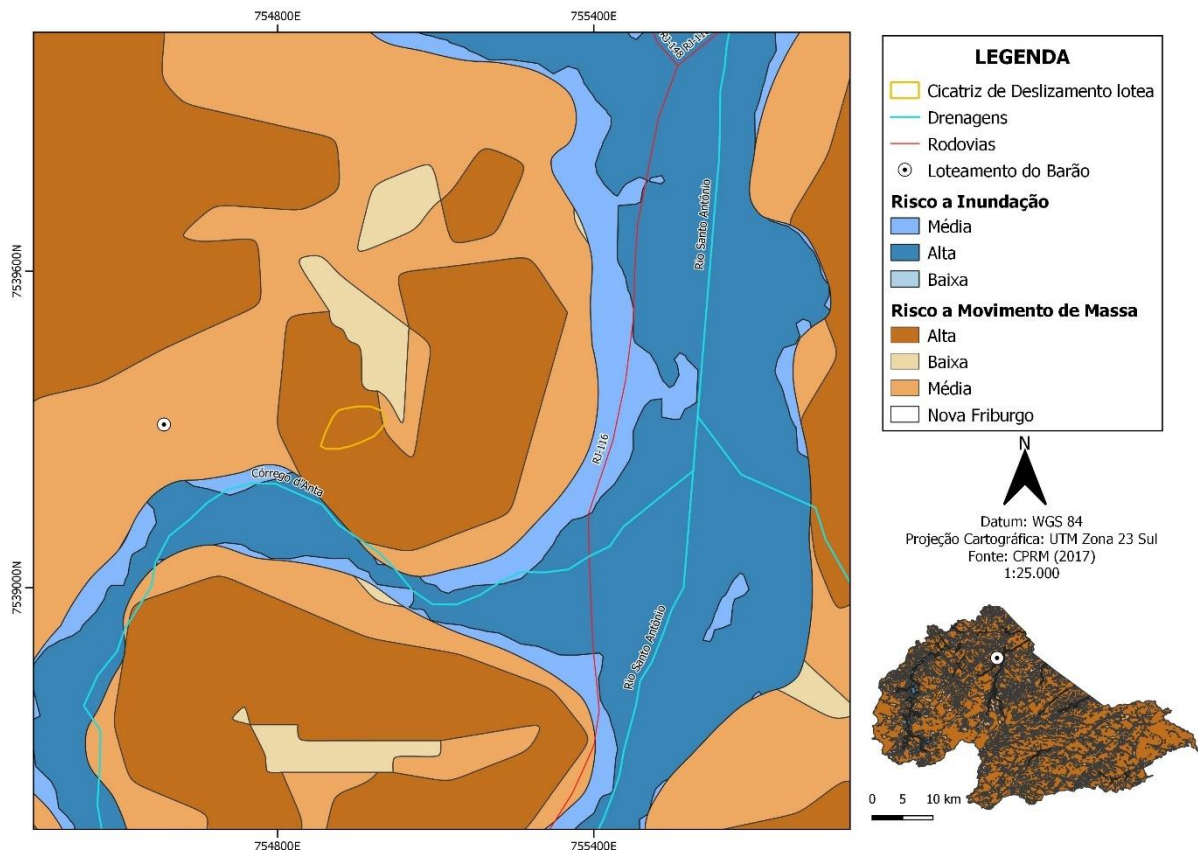 754800E
755400E
7539600N
7539000N
754800E
755400E
RJ-148
Rio Santo Antônio
RJ-116
Córrego d'Anta
Rio Santo Antônio
LEGENDA
Cicatriz de Deslizamento lotea
Drenagens
Rodovias
Loteamento do Barão
Risco a Inundação
Média
Alta
Baixa
Risco a Movimento de Massa
Alta
Baixa
Média
Nova Friburgo
N
Datum: WGS 84
Projeção Cartográfica: UTM Zona 23 Sul
Fonte: CPRM (2017)
1:25.000
0 5 10 km